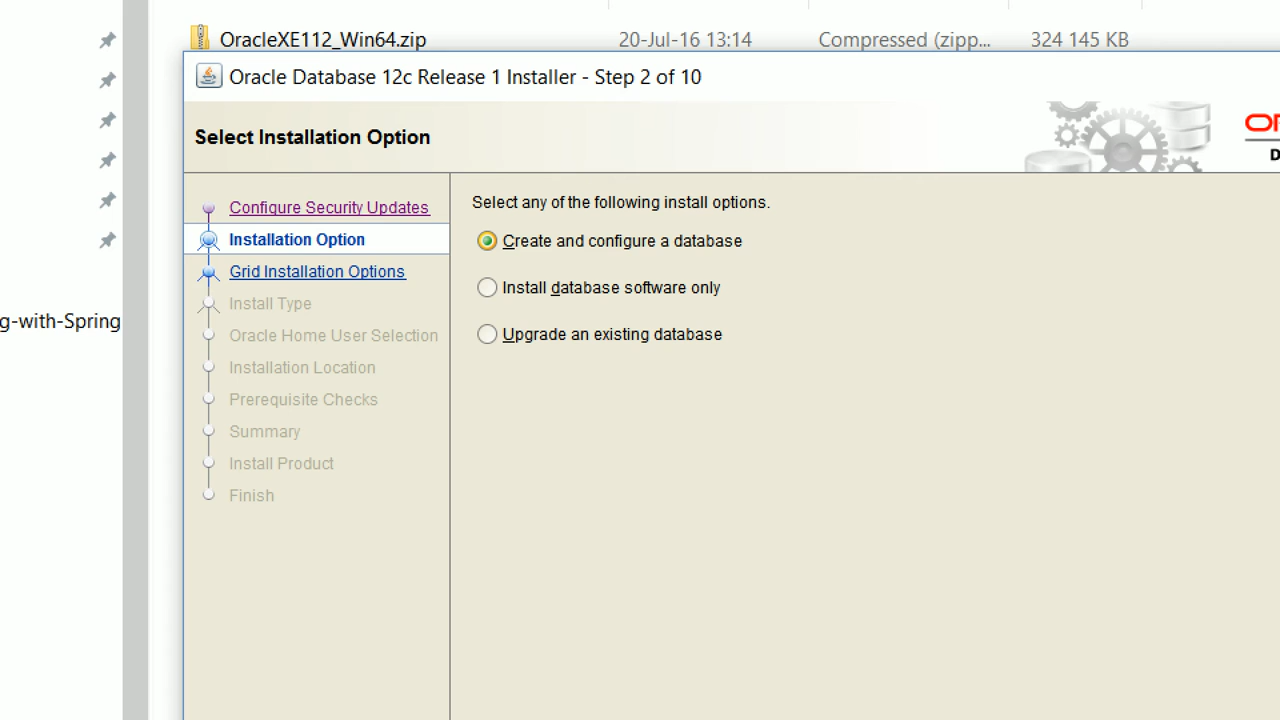 OracleXE112_Win64.zip 20-Jul-16 13:14 Compressed (zipp... 324 145 KB
Oracle Database 12c Release 1 Installer - Step 2 of 10
Select Installation Option
Configure Security Updates
Installation Option
Grid Installation Options
Install Type
Oracle Home User Selection
Installation Location
Prerequisite Checks
Summary
Install Product
Finish
Select any of the following install options.
Create and configure a database
Install database software only
Upgrade an existing database
g-with-Spring